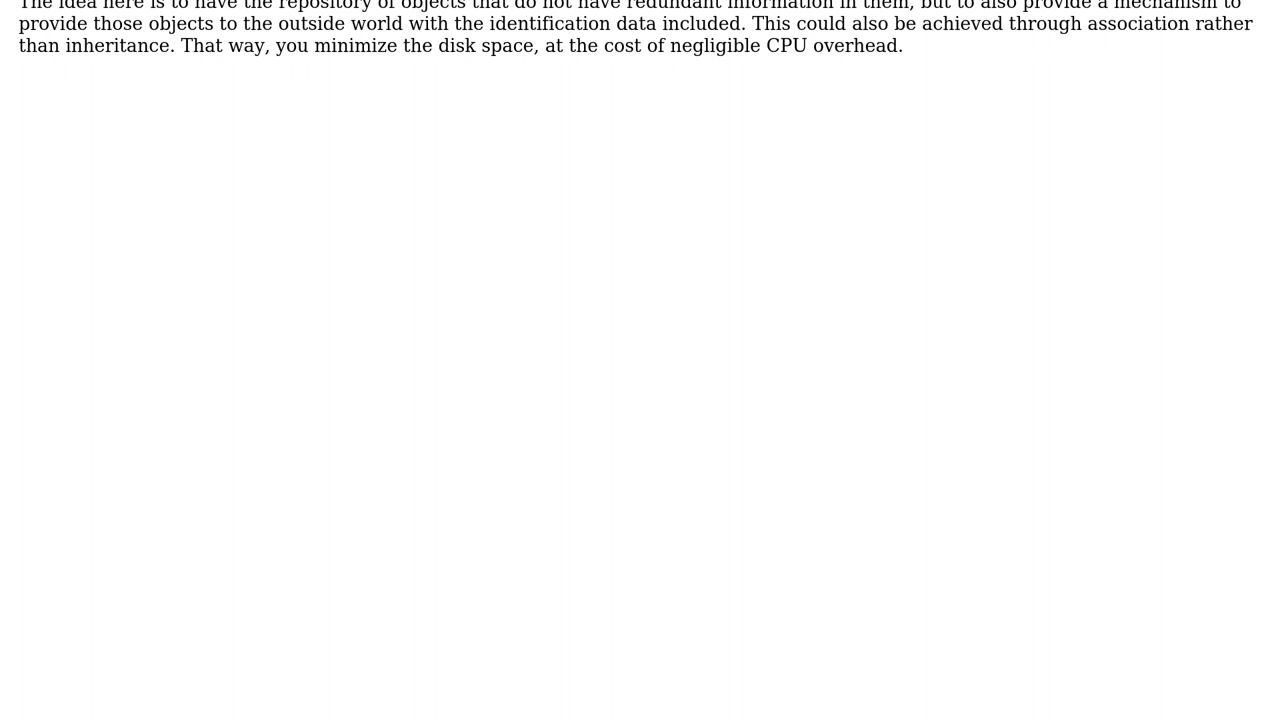 The idea here is to have the repository of objects that do not have redundant information in them, but to also provide a mechanism to
provide those objects to the outside world with the identification data included. This could also be achieved through association rather
than inheritance. That way, you minimize the disk space, at the cost of negligible CPU overhead.